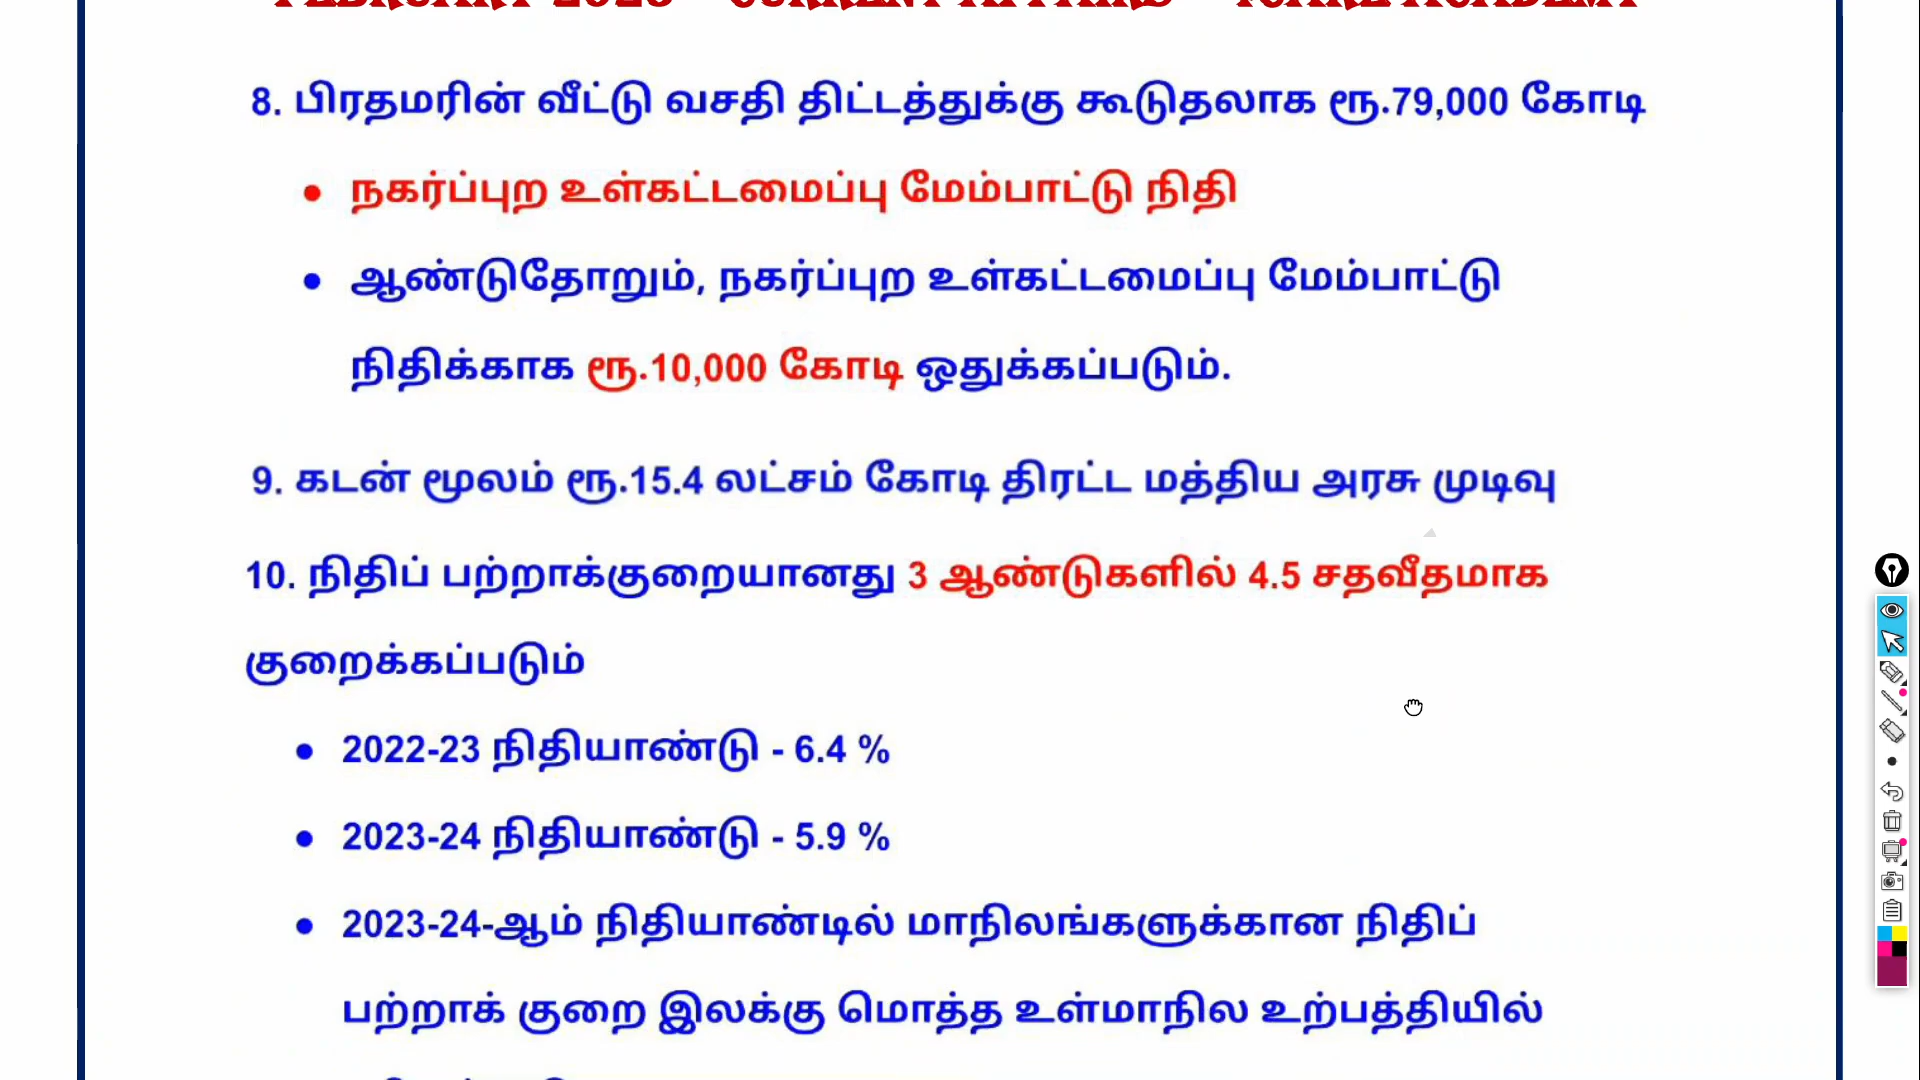 8. பிரதமரின் வீட்டு வசதி திட்டத்துக்கு கூடுதலாக ரூ.79,000 கோடி
• நகர்ப்புற உள்கட்டமைப்பு மேம்பாட்டு நிதி
• ஆண்டுதோறும், நகர்ப்புற உள்கட்டமைப்பு மேம்பாட்டு
நிதிக்காக ரூ.10,000 கோடி ஒதுக்கப்படும்.
9. கடன் மூலம் ரூ.15.4 லட்சம் கோடி திரட்ட மத்திய அரசு முடிவு
10. நிதிப் பற்றாக்குறையானது 3 ஆண்டுகளில் 4.5 சதவீதமாக
குறைக்கப்படும்
• 2022-23 நிதியாண்டு - 6.4 %
• 2023-24 நிதியாண்டு - 5.9 %
• 2023-24-ஆம் நிதியாண்டில் மாநிலங்களுக்கான நிதிப்
பற்றாக் குறை இலக்கு மொத்த உள்மாநில உற்பத்தியில்